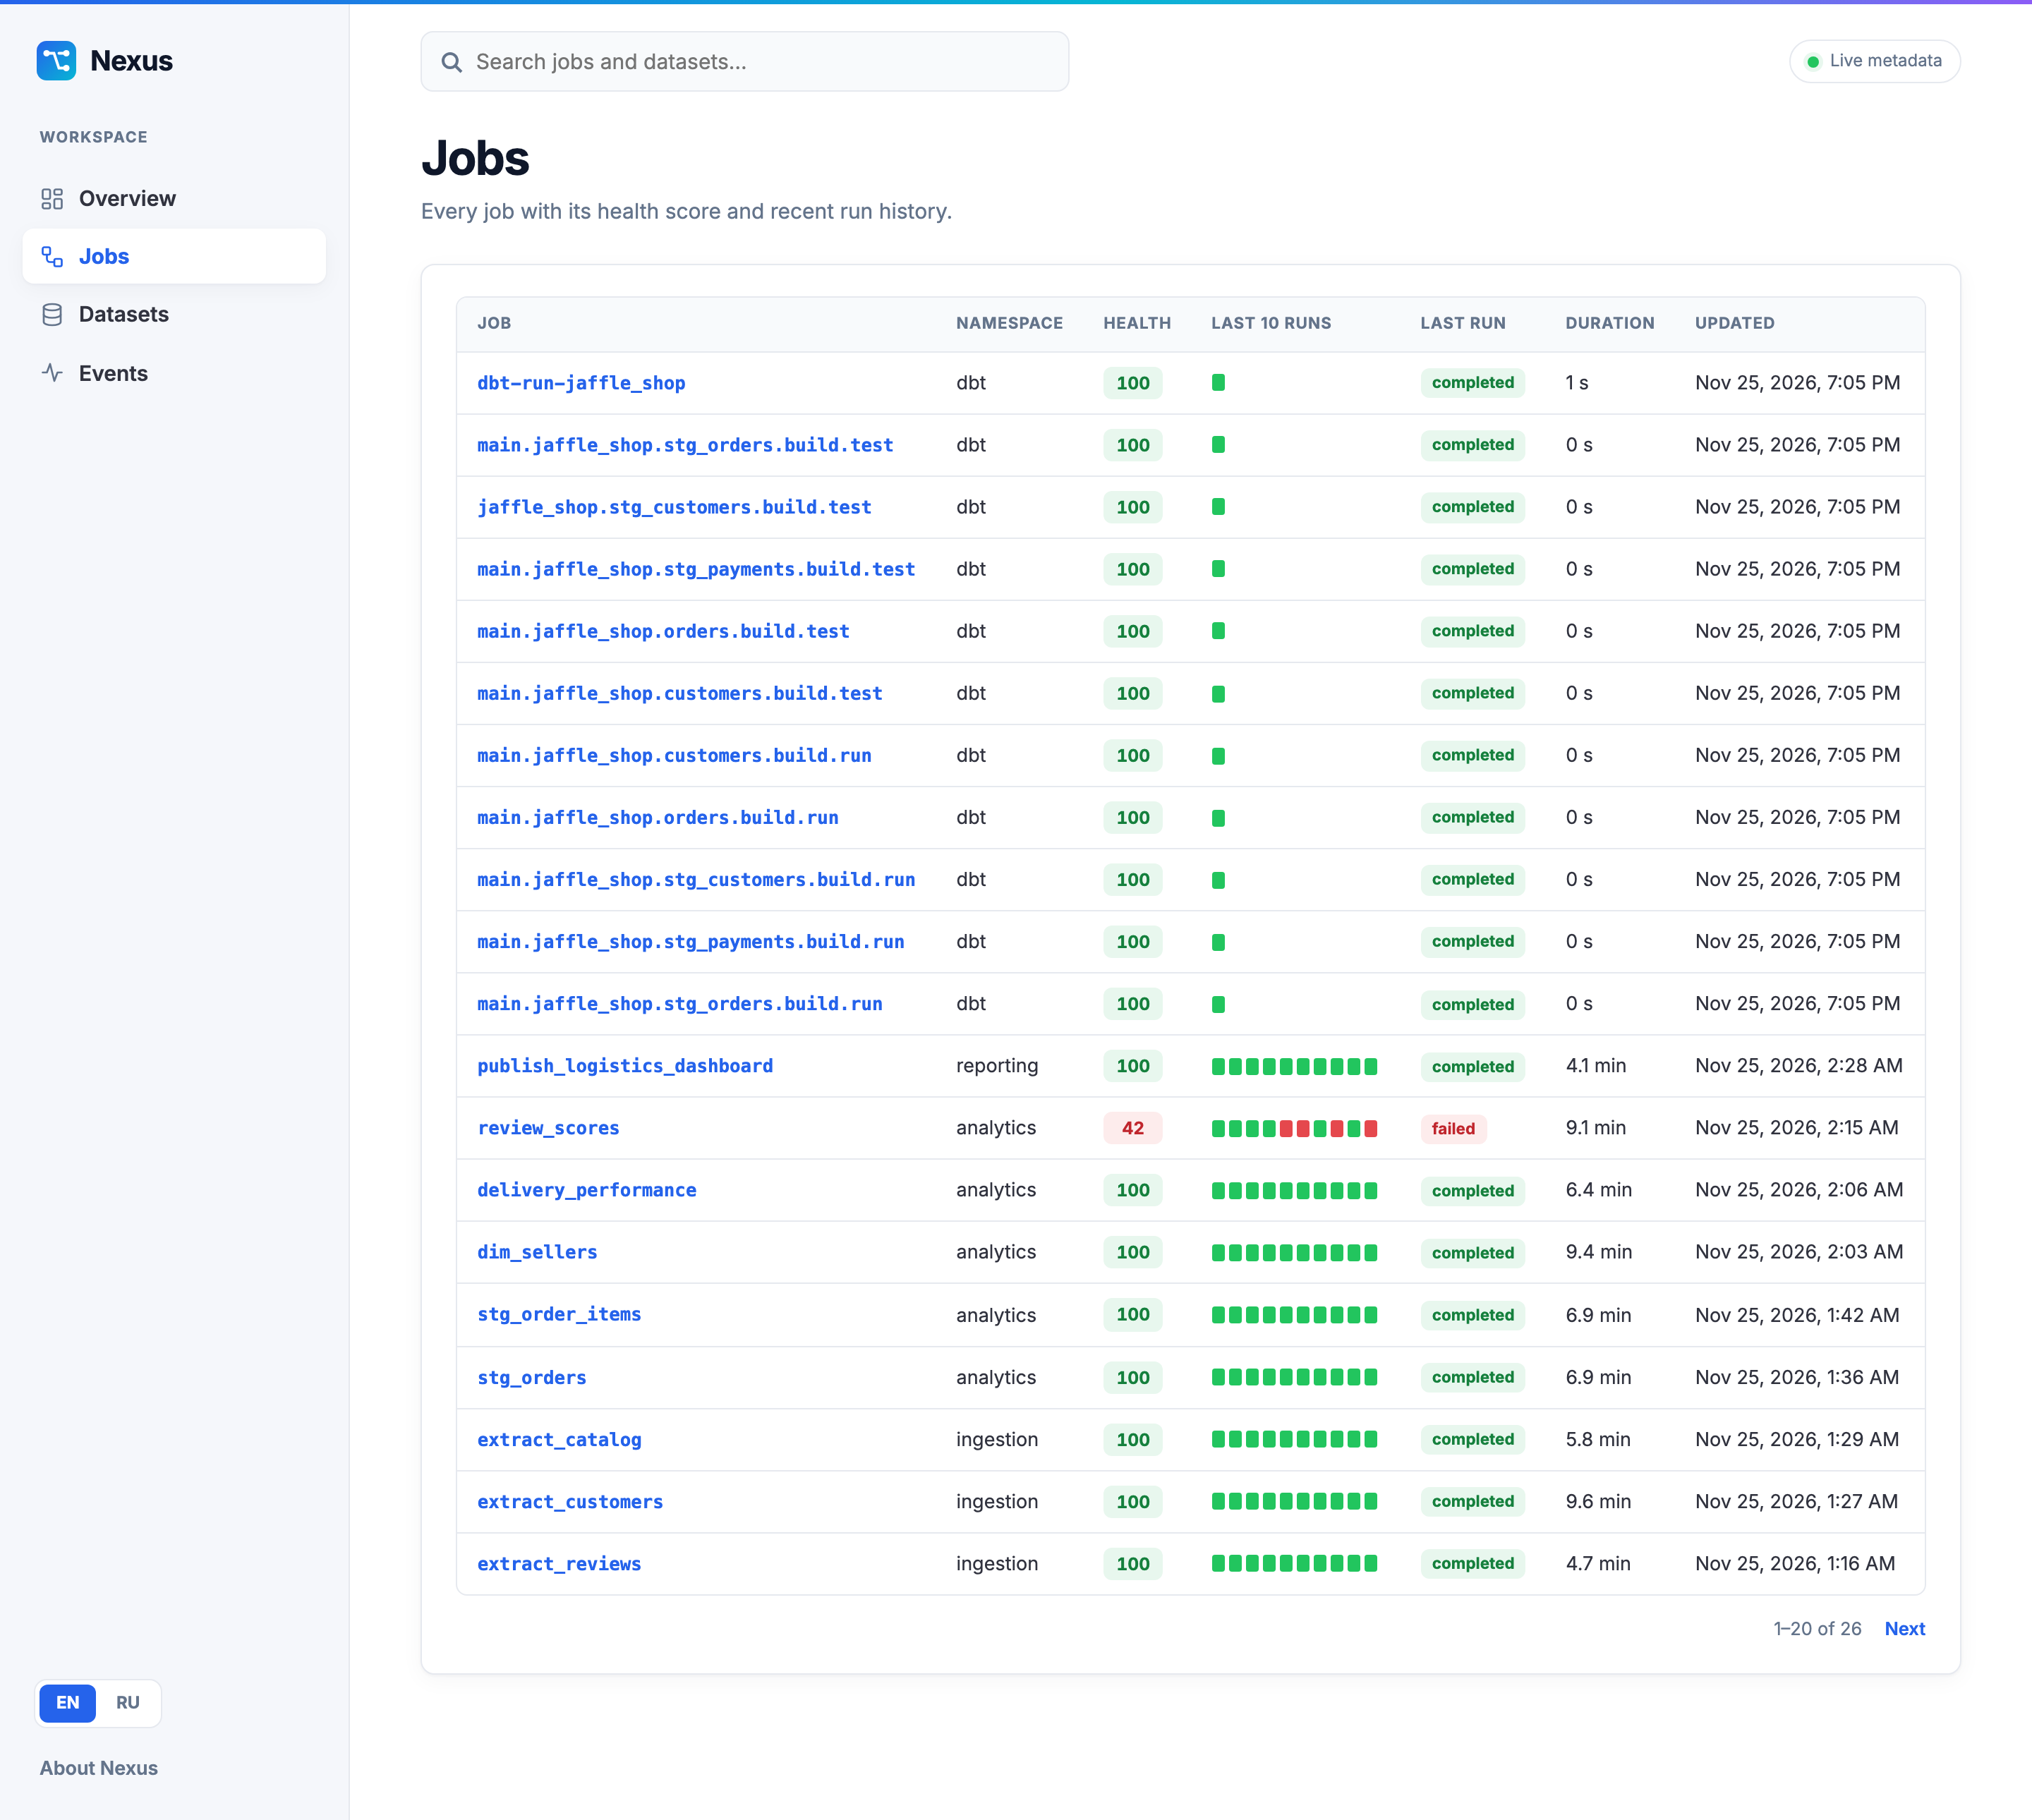 Nexus
Search jobs and datasets...
Live metadata
WORKSPACE
Overview
Jobs
Datasets
Events
Jobs
Every job with its health score and recent run history.
JOB NAMESPACE HEALTH LAST 10 RUNS LAST RUN DURATION UPDATED
dbt-run-jaffle_shop dbt 100 completed 1 s Nov 25, 2026, 7:05 PM
main.jaffle_shop.stg_orders.build.test dbt 100 completed 0 s Nov 25, 2026, 7:05 PM
jaffle_shop.stg_customers.build.test dbt 100 completed 0 s Nov 25, 2026, 7:05 PM
main.jaffle_shop.stg_payments.build.test dbt 100 completed 0 s Nov 25, 2026, 7:05 PM
main.jaffle_shop.orders.build.test dbt 100 completed 0 s Nov 25, 2026, 7:05 PM
main.jaffle_shop.customers.build.test dbt 100 completed 0 s Nov 25, 2026, 7:05 PM
main.jaffle_shop.customers.build.run dbt 100 completed 0 s Nov 25, 2026, 7:05 PM
main.jaffle_shop.orders.build.run dbt 100 completed 0 s Nov 25, 2026, 7:05 PM
main.jaffle_shop.stg_customers.build.run dbt 100 completed 0 s Nov 25, 2026, 7:05 PM
main.jaffle_shop.stg_payments.build.run dbt 100 completed 0 s Nov 25, 2026, 7:05 PM
main.jaffle_shop.stg_orders.build.run dbt 100 completed 0 s Nov 25, 2026, 7:05 PM
publish_logistics_dashboard reporting 100 completed 4.1 min Nov 25, 2026, 2:28 AM
review_scores analytics 42 failed 9.1 min Nov 25, 2026, 2:15 AM
delivery_performance analytics 100 completed 6.4 min Nov 25, 2026, 2:06 AM
dim_sellers analytics 100 completed 9.4 min Nov 25, 2026, 2:03 AM
stg_order_items analytics 100 completed 6.9 min Nov 25, 2026, 1:42 AM
stg_orders analytics 100 completed 6.9 min Nov 25, 2026, 1:36 AM
extract_catalog ingestion 100 completed 5.8 min Nov 25, 2026, 1:29 AM
extract_customers ingestion 100 completed 9.6 min Nov 25, 2026, 1:27 AM
extract_reviews ingestion 100 completed 4.7 min Nov 25, 2026, 1:16 AM
1–20 of 26 Next
EN RU
About Nexus